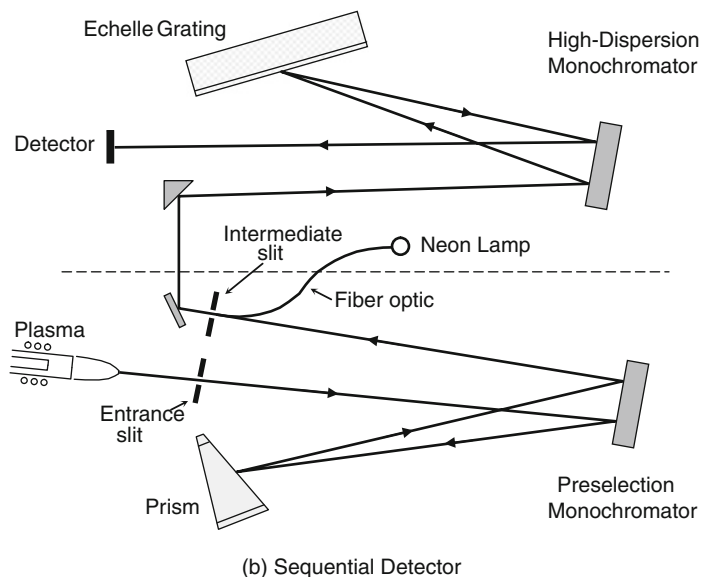 Echelle Grating
High-Dispersion
Monochromator
Detector
Intermediate
slit
Neon Lamp
Fiber optic
Plasma
Entrance
slit
Prism
Preselection
Monochromator
(b) Sequential Detector